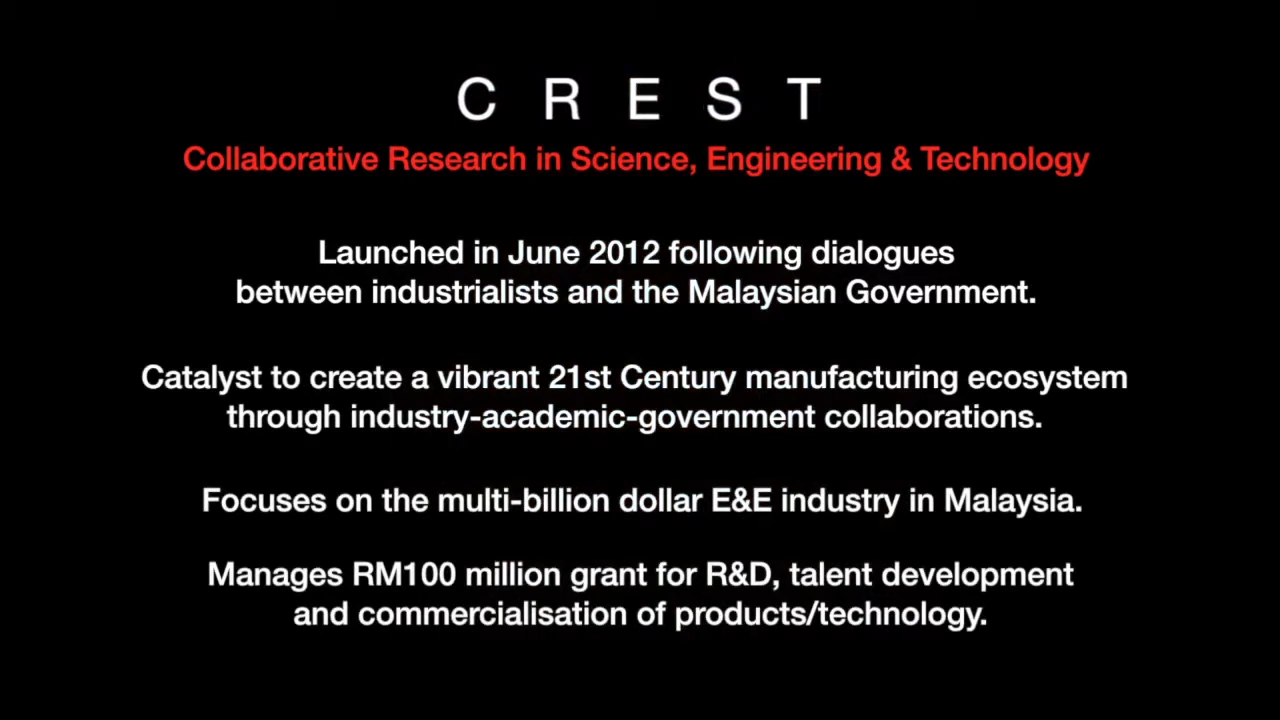 C R E S T
Collaborative Research in Science, Engineering & Technology
Launched in June 2012 following dialogues
between industrialists and the Malaysian Government.
Catalyst to create a vibrant 21st Century manufacturing ecosystem
through industry-academic-government collaborations.
Focuses on the multi-billion dollar E&E industry in Malaysia.
Manages RM100 million grant for R&D, talent development
and commercialisation of products/technology.